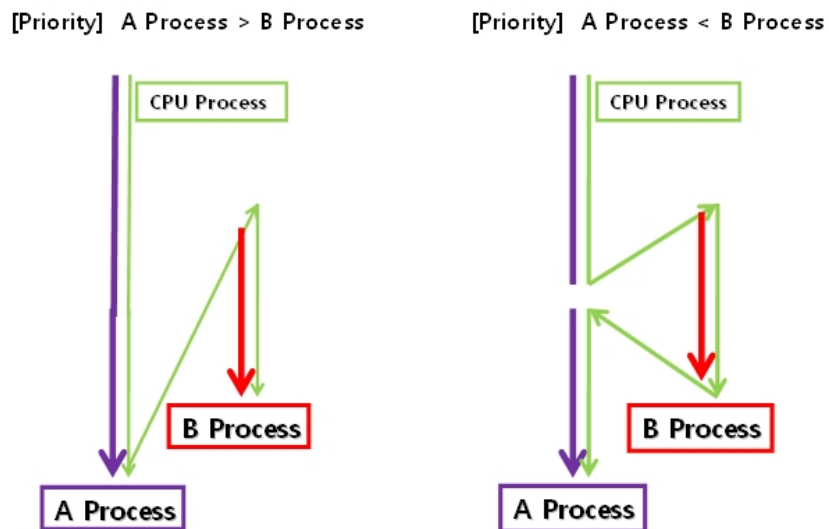 [Priority] A Process > B Process
[Priority] A Process < B Process
CPU Process
CPU Process
B Process
B Process
A Process
A Process